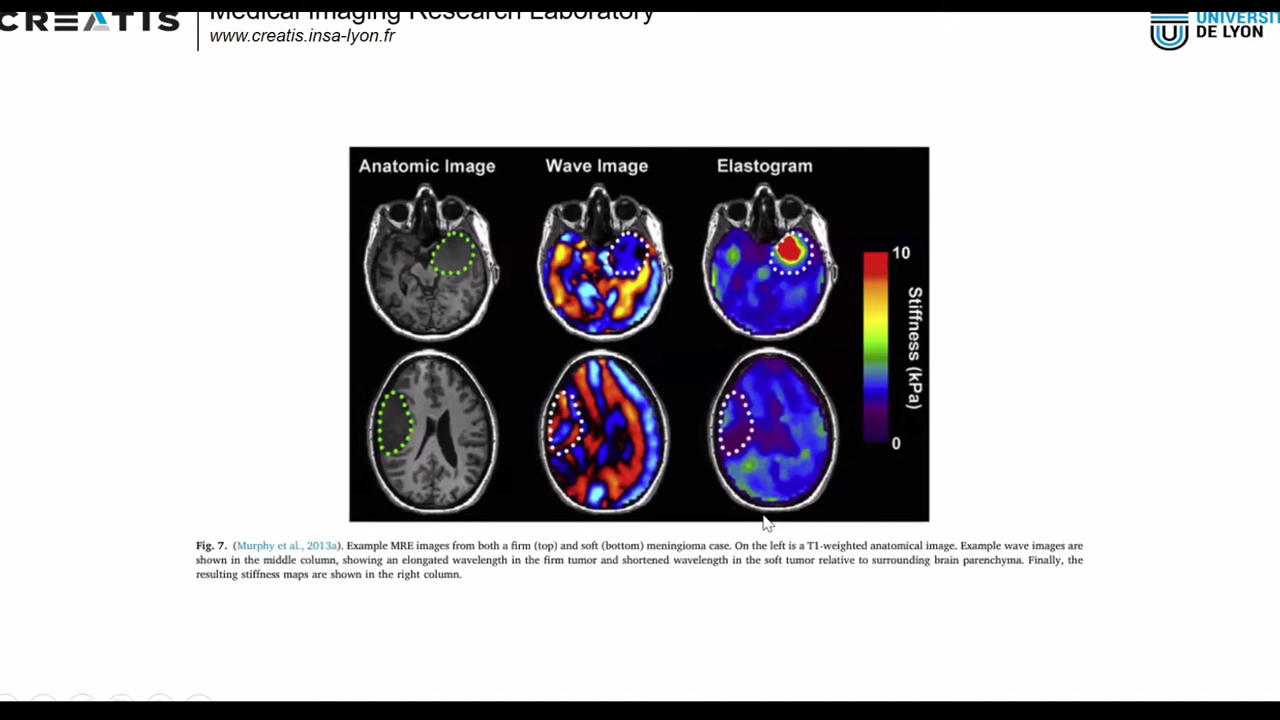 CREATIS
Medical Imaging Research Laboratory
www.creatis.insa-lyon.fr
UNIVERSIT
DE LYON
Anatomic Image
Wave Image
Elastogram
10
Stiffness (kPa)
0
Fig. 7. (Murphy et al., 2013a). Example MRE images from both a firm (top) and soft (bottom) meningioma case. On the left is a T1-weighted anatomical image. Example wave images are
shown in the middle column, showing an elongated wavelength in the firm tumor and shortened wavelength in the soft tumor relative to surrounding brain parenchyma. Finally, the
resulting stiffness maps are shown in the right column.